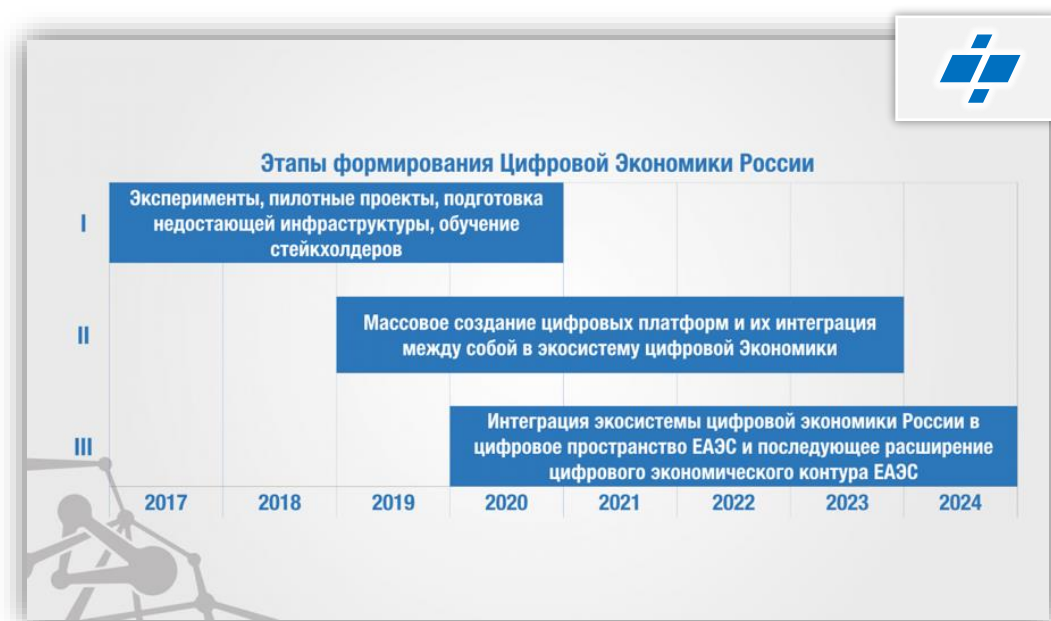 Этапы формирования Цифровой Экономики России
I
Эксперименты, пилотные проекты, подготовка
недостающей инфраструктуры, обучение
стейкхолдеров
II
Массовое создание цифровых платформ и их интеграция
между собой в экосистему цифровой Экономики
III
Интеграция экосистемы цифровой экономики России в
цифровое пространство ЕАЭС и последующее расширение
цифрового экономического контура ЕАЭС
2017 2018 2019 2020 2021 2022 2023 2024